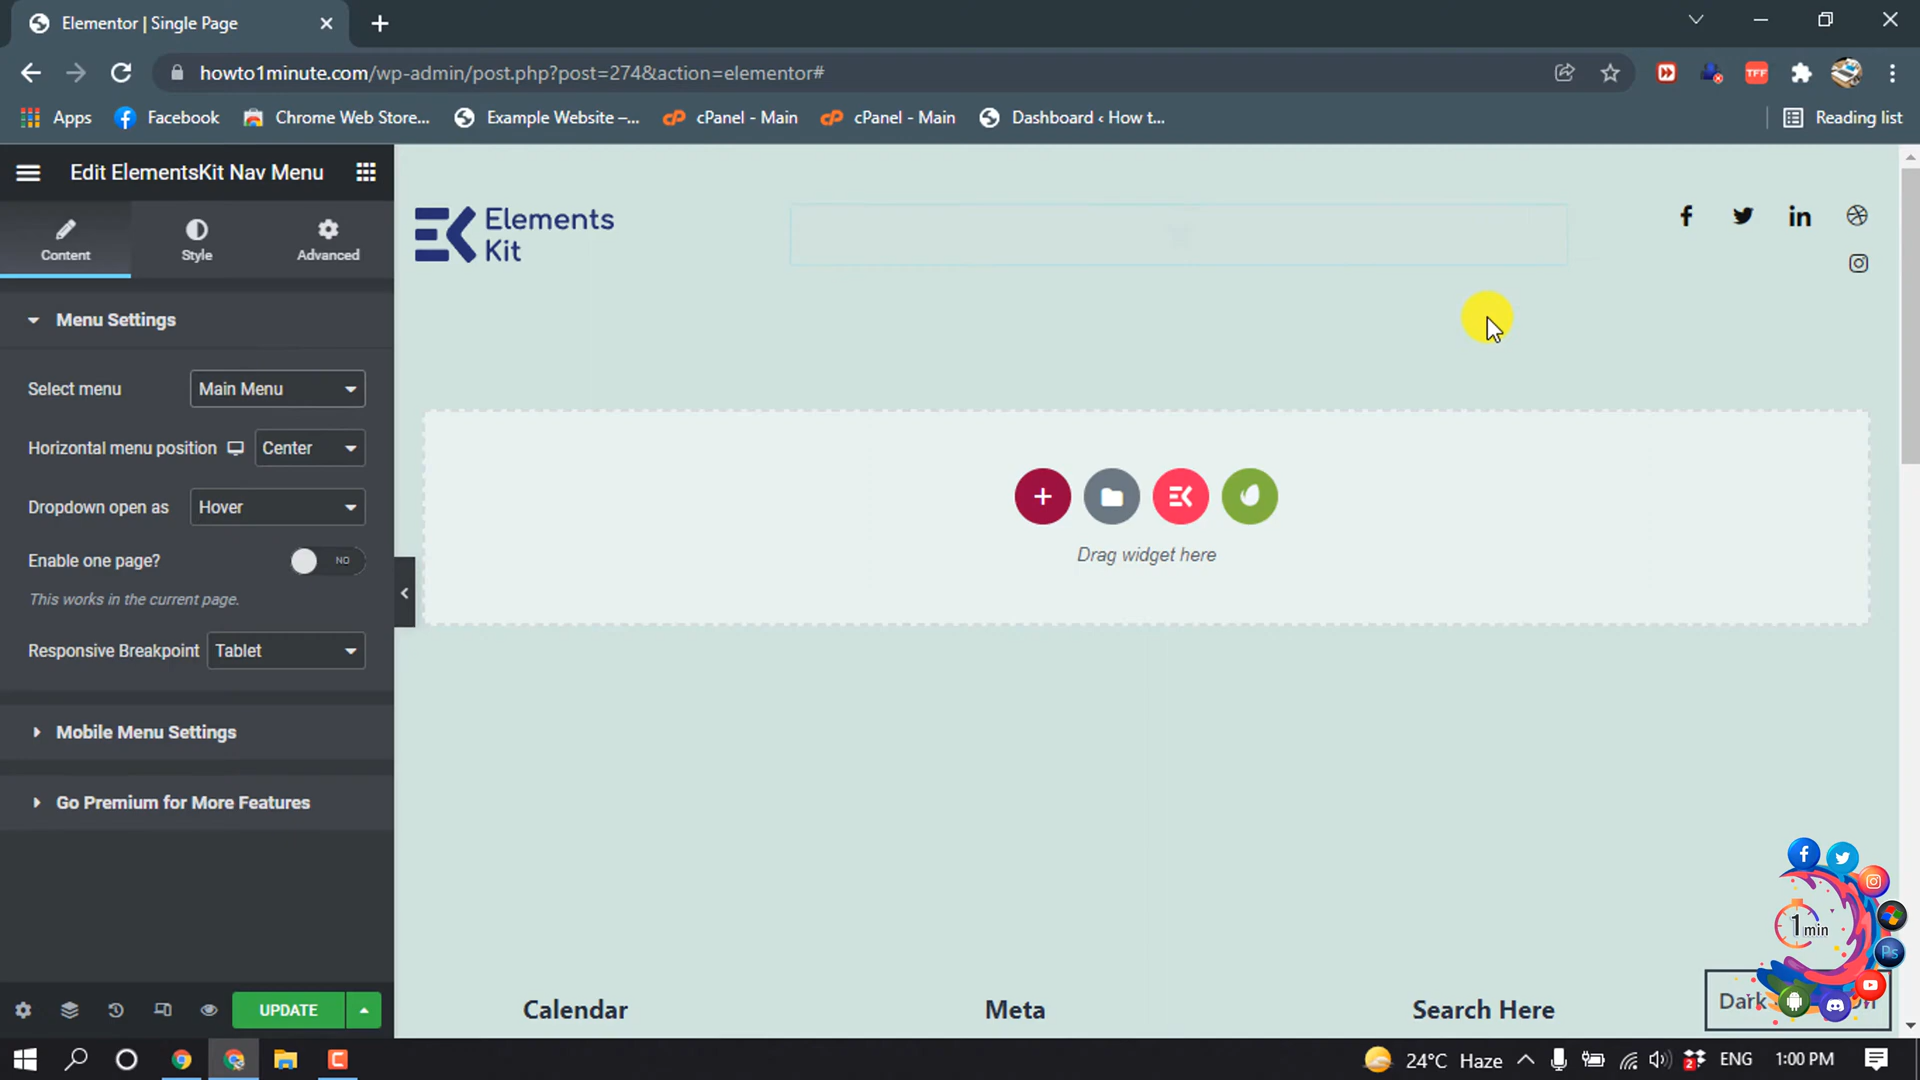 Elementor | Single Page
howto1minute.com/wp-admin/post.php?post=274&action=elementor#
Apps
Facebook
Chrome Web Store...
Example Website –...
cPanel - Main
cPanel - Main
Dashboard ‹ How t...
Reading list
Edit ElementsKit Nav Menu
Content
Style
Advanced
Menu Settings
Select menu
Main Menu
Horizontal menu position
Center
Dropdown open as
Hover
Enable one page?
NO
This works in the current page.
Responsive Breakpoint
Tablet
Mobile Menu Settings
Go Premium for More Features
UPDATE
Elements
Kit
Drag widget here
Calendar
Meta
Search Here
Dark
1 min
Ps
TFF
24°C Haze
2
ENG
1:00 PM